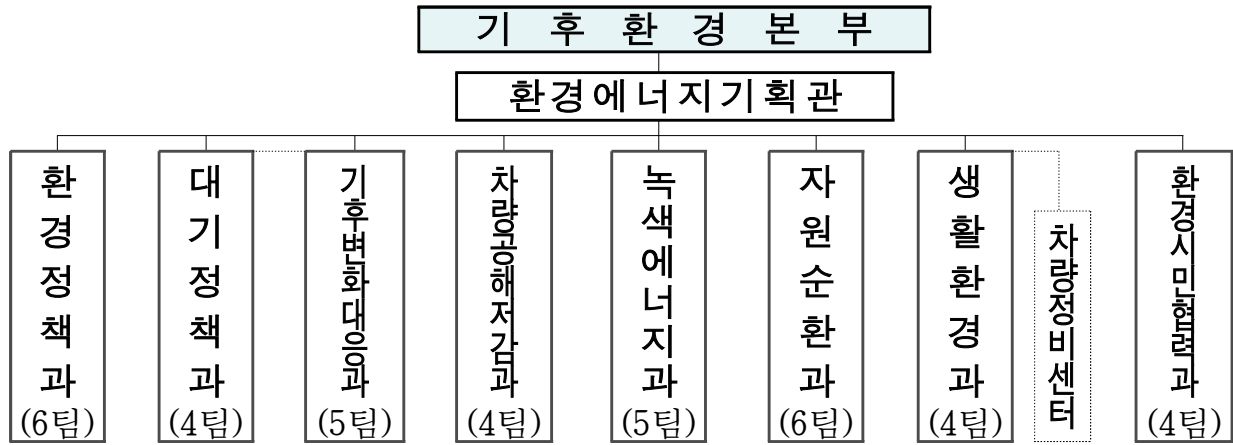 기 후 환 경 본 부
환경에너지기획관
환경정책과
(6팀)
대기정책과
(4팀)
기후변화대응과
(5팀)
차량공해저감과
(4팀)
녹색에너지과
(5팀)
자원순환과
(6팀)
생활환경과
(4팀)
차량정비센터
환경시민협력과
(4팀)